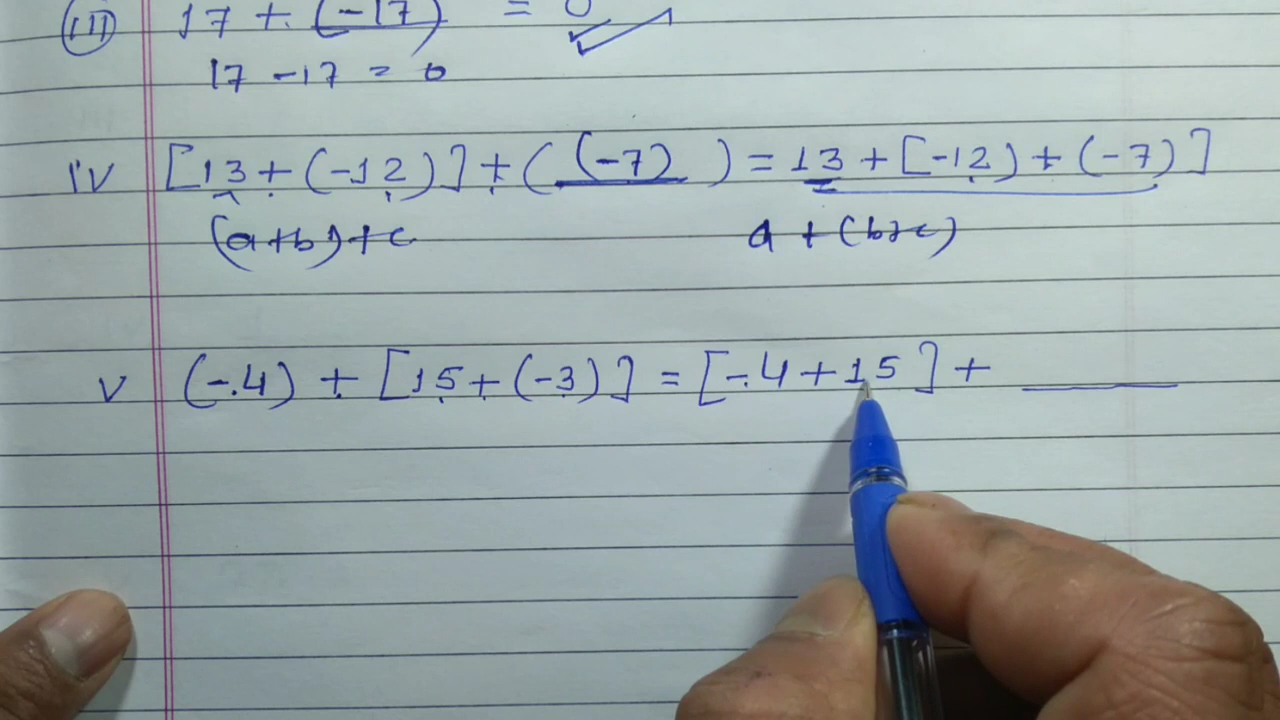 (iii) 17 + (-17) = 0
17 - 17 = 0
iv [13 + (-12)] + ( (-7) ) = 13 + [-12) + (-7)]
(a+b)+c a + (b+c)
v (-4) + [15 + (-3)] = [-4 + 15] + ______